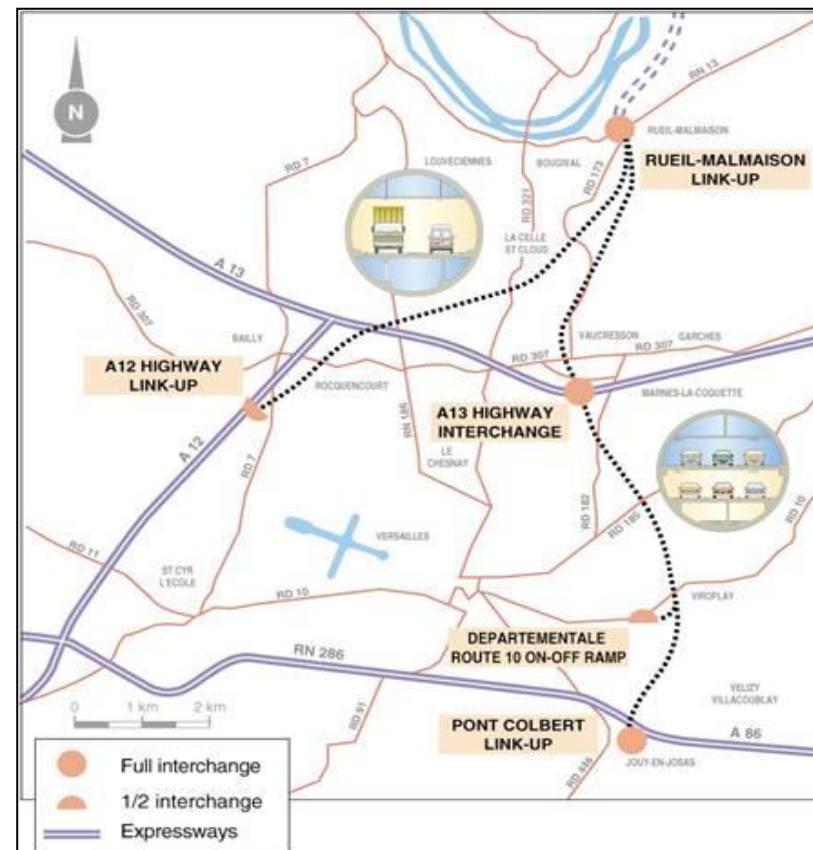 N
RN 13
RUEIL-MALMAISON
RUEIL-MALMAISON
LINK-UP
RD 7
LOUVECIENNES
BOUGIVAL
RD 173
RD 321
LA CELLE
ST CLOUD
A 13
RD 307
BAILLY
VAUCRESSON
GARCHES
RD 307
RD 307
A12 HIGHWAY
LINK-UP
ROCQUENCOURT
MARNES-LA-COQUETTE
A13 HIGHWAY
INTERCHANGE
RN 186
LE
CHESNAY
A 12
RD 7
RD 182
RD 185
RD 10
VERSAILLES
RD 11
ST CYR
L'ECOLE
RD 10
VIROFLAY
DEPARTEMENTALE
ROUTE 10 ON-OFF RAMP
RN 286
VELIZY
VILLACOUBLAY
0 1 km 2 km
RD 91
PONT COLBERT
LINK-UP
A 86
JOUY-EN-JOSAS
RD 446
Full interchange
1/2 interchange
Expressways